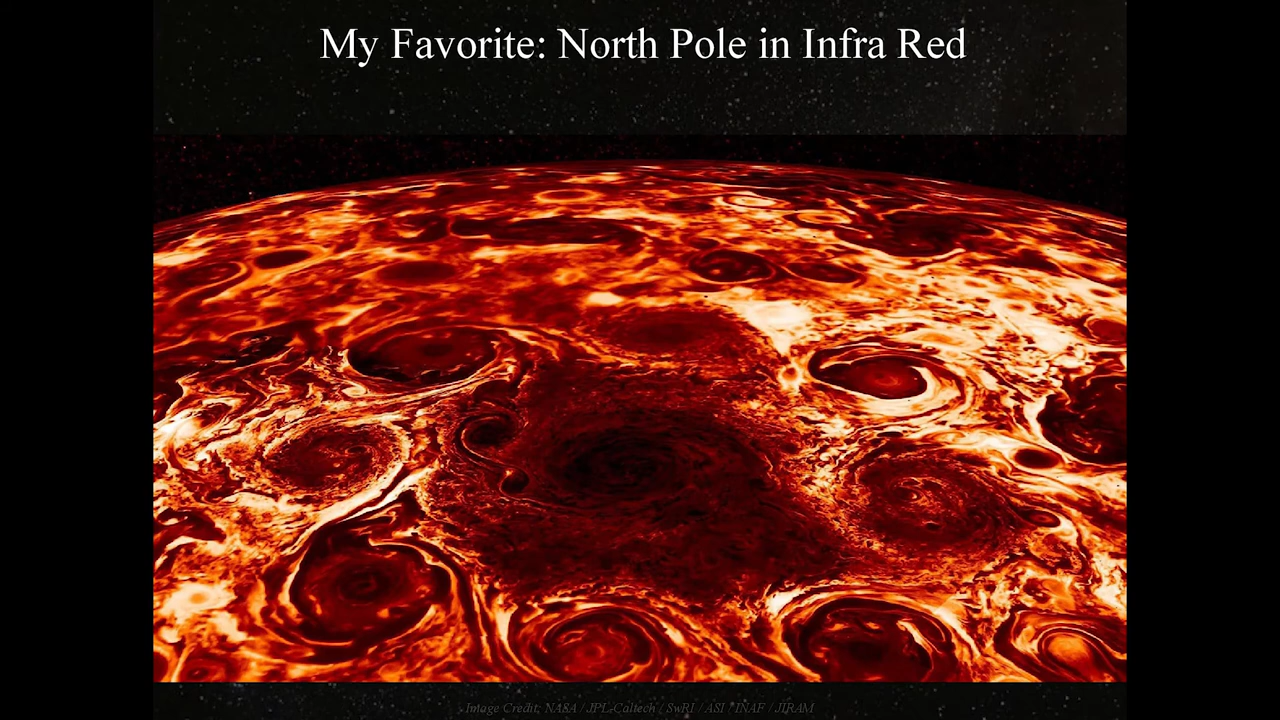 My Favorite: North Pole in Infra Red
Image Credit: NASA / JPL-Caltech / SwRI / ASI / INAF / JIRAM